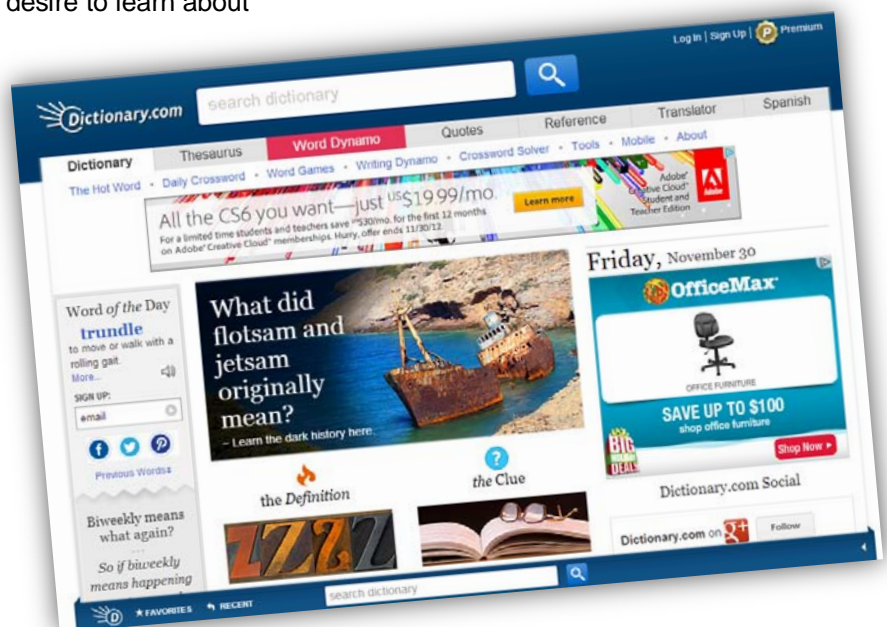 desire to learn about
Log In | Sign Up | P Premium
Dictionary.com
search dictionary
Dictionary Thesaurus Word Dynamo Quotes Reference Translator Spanish
The Hot Word • Daily Crossword • Word Games • Writing Dynamo • Crossword Solver • Tools • Mobile • About
All the CS6 you want—just US$19.99/mo.
For a limited time students and teachers save US$30/mo. for the first 12 months
on Adobe® Creative Cloud™ memberships. Hurry, offer ends 11/30/12.
Learn more
Adobe®
Creative Cloud™
Student and
Teacher Edition
Adobe
Word of the Day
trundle
to move or walk with a
rolling gait.
More...
SIGN UP:
email
Previous Words±
Biweekly means
what again?
...
So if biweekly
means happening
What did
flotsam and
jetsam
originally
mean?
– Learn the dark history here.
the Definition
ZZZZ
?
the Clue
Friday, November 30
OfficeMax®
OFFICE FURNITURE
SAVE UP TO $100
shop office furniture
BIG
HOLIDAY
DEALS
Shop Now
Dictionary.com Social
Dictionary.com on g+ Follow
D ★ FAVORITES RECENT search dictionary